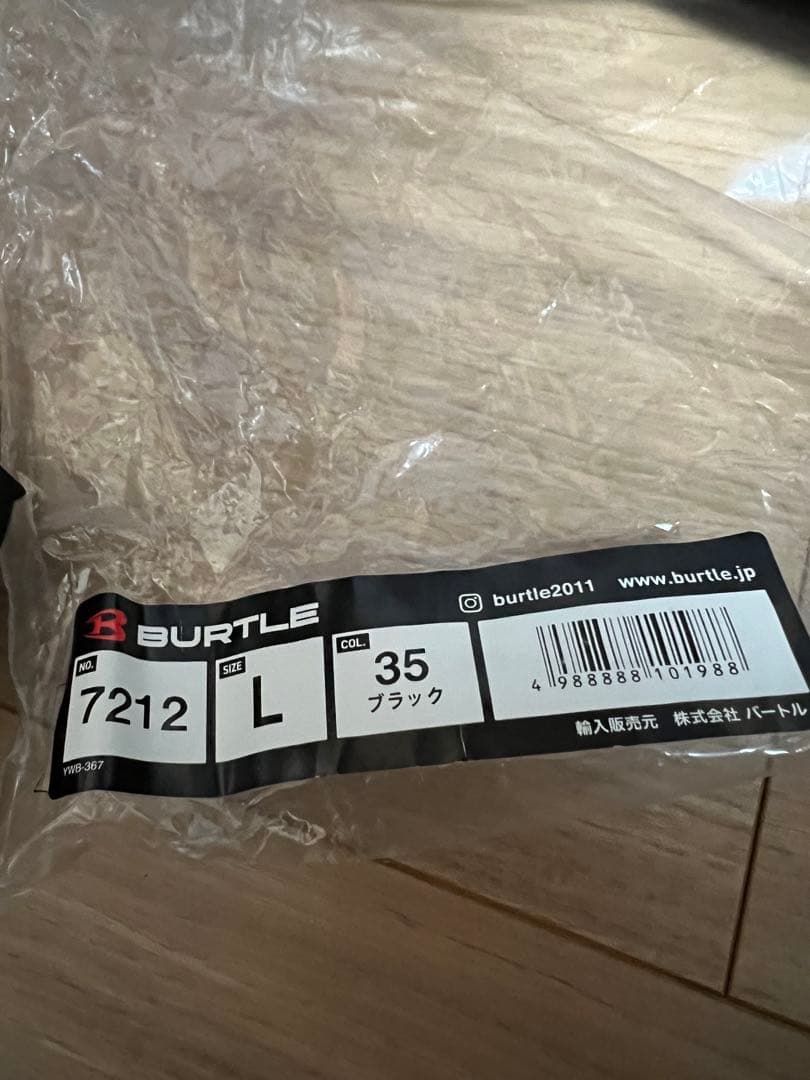 BURTLE
burtle2011 www.burtle.jp
NO. 7212
SIZE L
COL. 35
ブラック
4 988888 101988
輸入販売元 株式会社 バートル
YWB-367